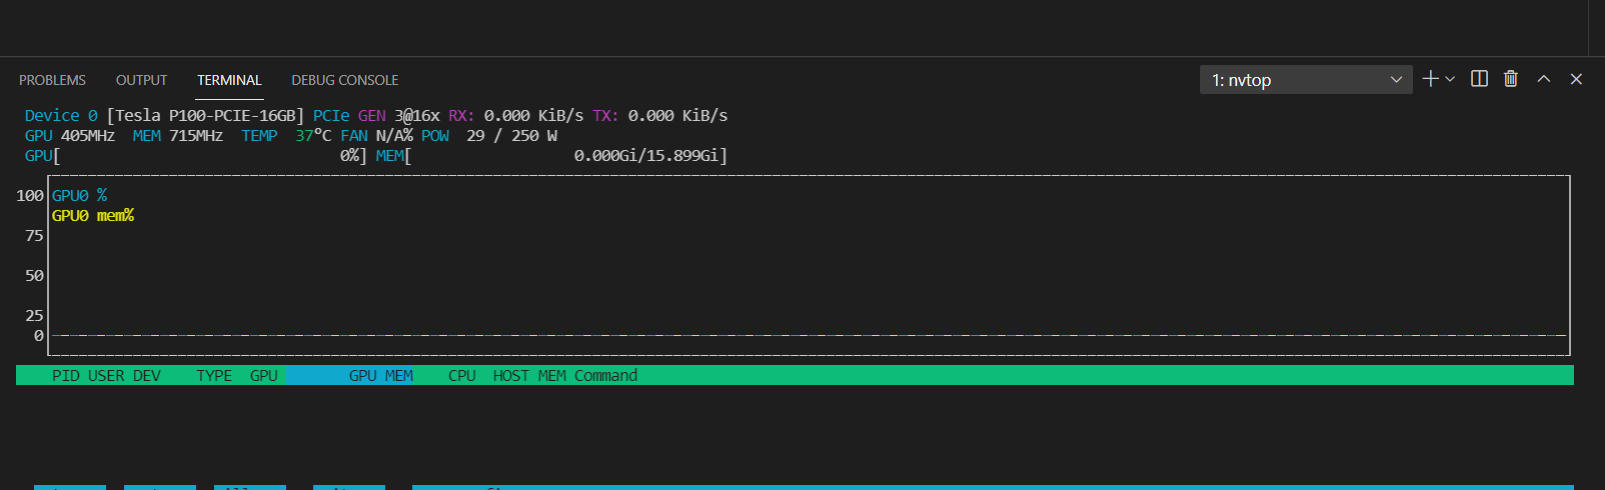 PROBLEMS OUTPUT TERMINAL DEBUG CONSOLE 1: nvtop
Device 0 [Tesla P100-PCIE-16GB] PCIe GEN 3@16x RX: 0.000 KiB/s TX: 0.000 KiB/s
GPU 405MHz MEM 715MHz TEMP 37°C FAN N/A% POW 29 / 250 W
GPU[ 0%] MEM[ 0.000Gi/15.899Gi]
100 GPU0 %
GPU0 mem%
75
50
25
0
PID USER DEV TYPE GPU GPU MEM CPU HOST MEM Command